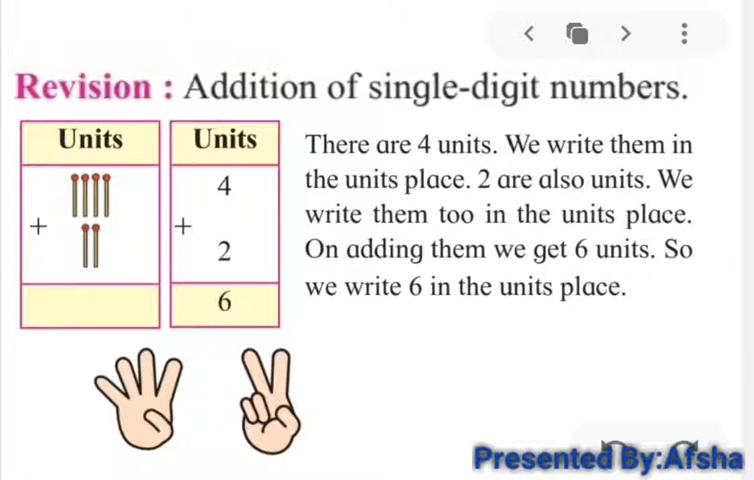 Revision : Addition of single-digit numbers.
Units
+
Units
4
+
2
6
There are 4 units. We write them in
the units place. 2 are also units. We
write them too in the units place.
On adding them we get 6 units. So
we write 6 in the units place.
Presented By:Afsha